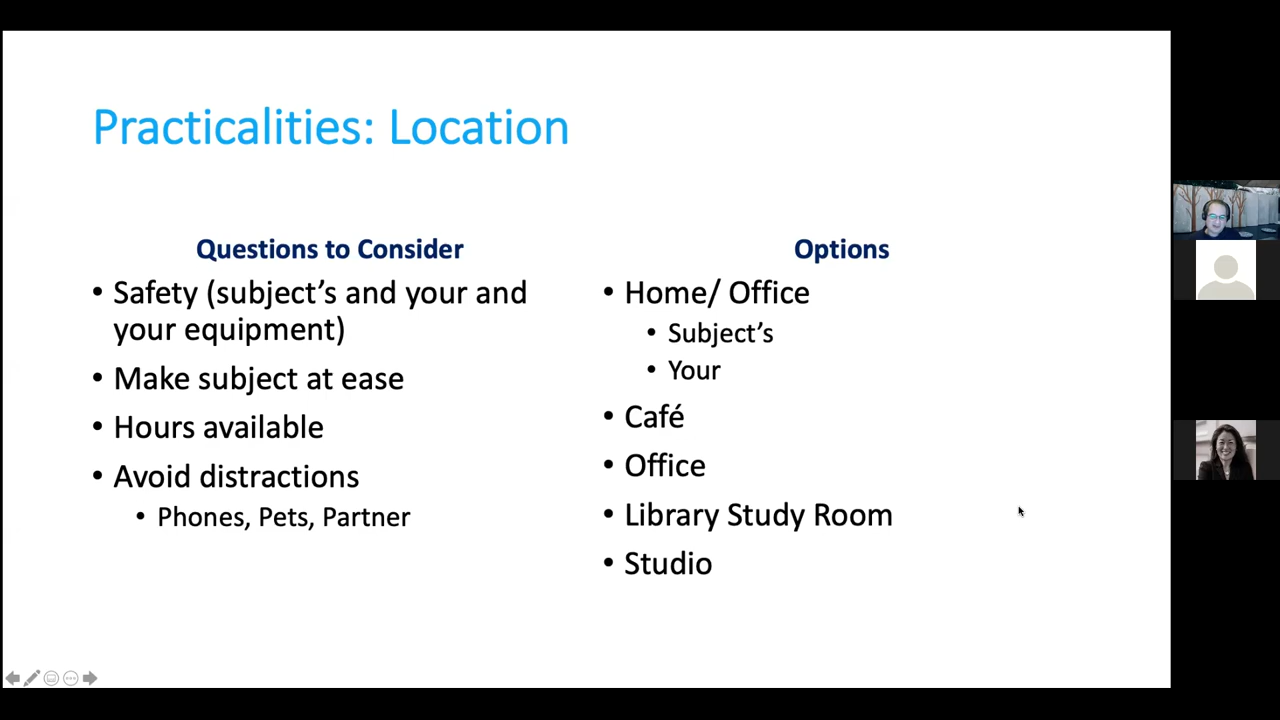 Practicalities: Location
Questions to Consider
• Safety (subject's and your and
your equipment)
• Make subject at ease
• Hours available
• Avoid distractions
• Phones, Pets, Partner
Options
• Home/ Office
• Subject's
• Your
• Café
• Office
• Library Study Room
• Studio